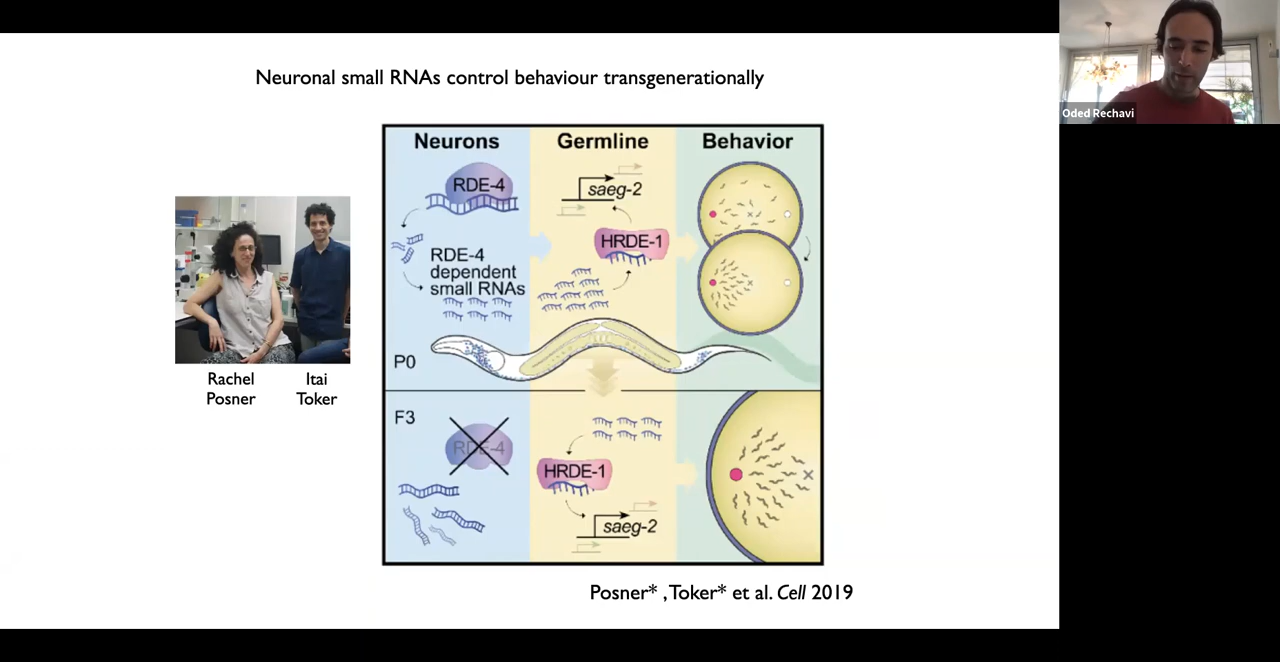 Neuronal small RNAs control behaviour transgenerationally
Oded Rechavi
Neurons
Germline
Behavior
RDE-4
saeg-2
HRDE-1
RDE-4
dependent
small RNAs
P0
Rachel
Posner
Itai
Toker
F3
RDE-4
HRDE-1
saeg-2
Posner* , Toker* et al. Cell 2019